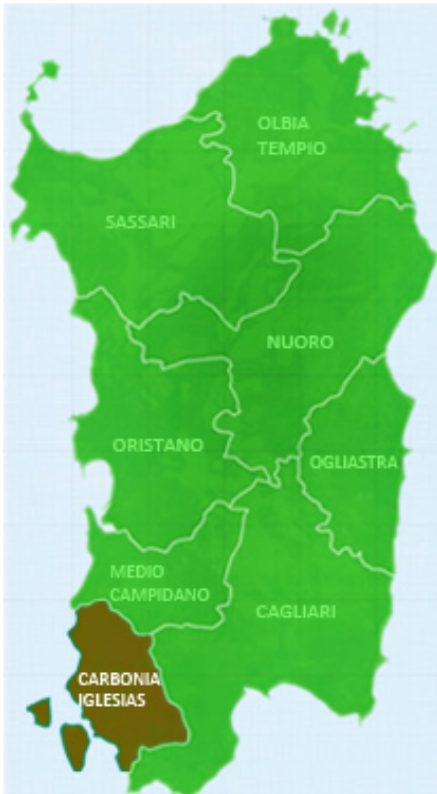 OLBIA
TEMPIO
SASSARI
NUORO
ORISTANO
OGLIASTRA
MEDIO
CAMPIDANO
CAGLIARI
CARBONIA
IGLESIAS